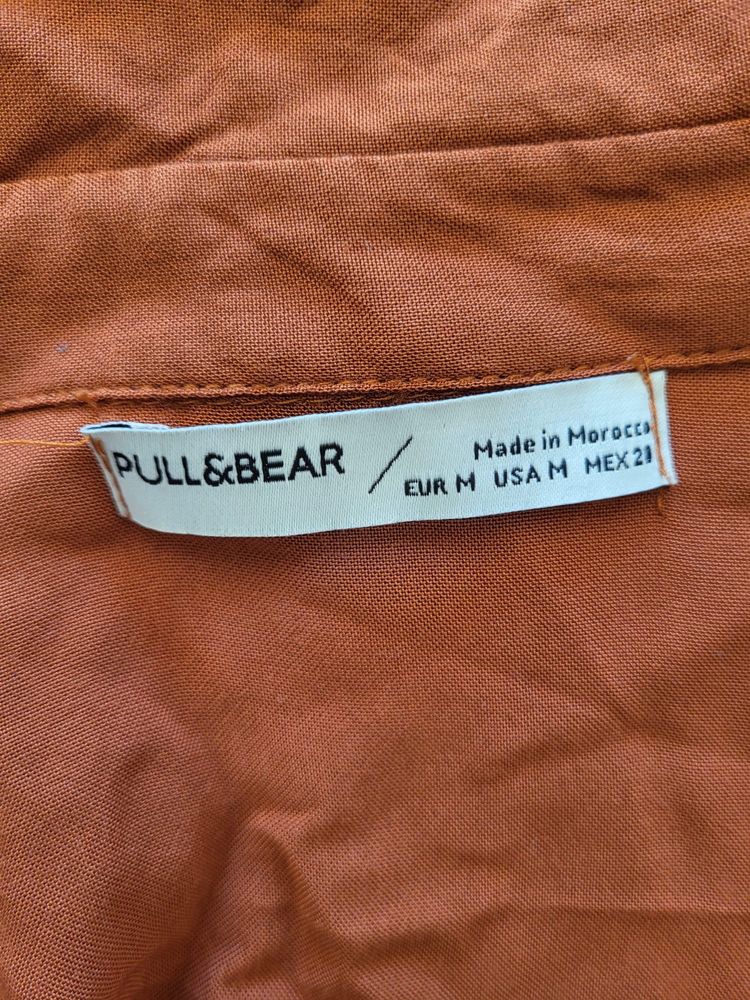 PULL&BEAR /
Made in Morocco
EUR M USA M MEX 28